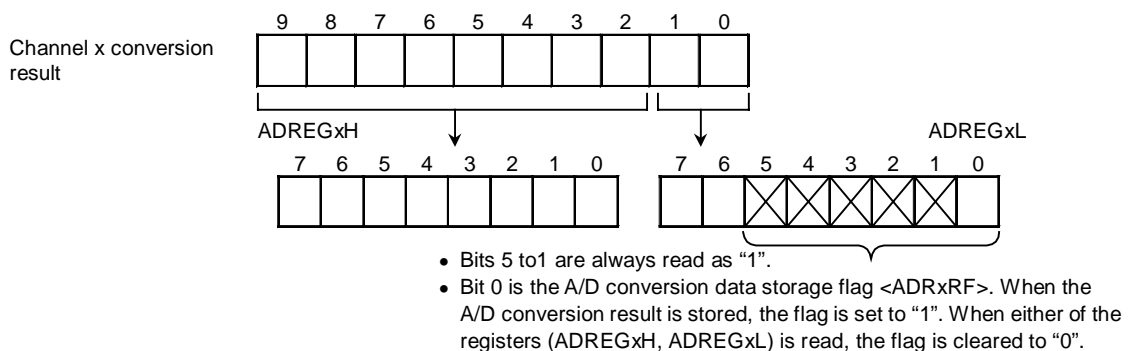 9 8 7 6 5 4 3 2 1 0
Channel x conversion
result
ADREGxH ADREGxL
7 6 5 4 3 2 1 0 7 6 5 4 3 2 1 0
• Bits 5 to1 are always read as “1”.
• Bit 0 is the A/D conversion data storage flag <ADRxRF>. When the
A/D conversion result is stored, the flag is set to “1”. When either of the
registers (ADREGxH, ADREGxL) is read, the flag is cleared to “0”.